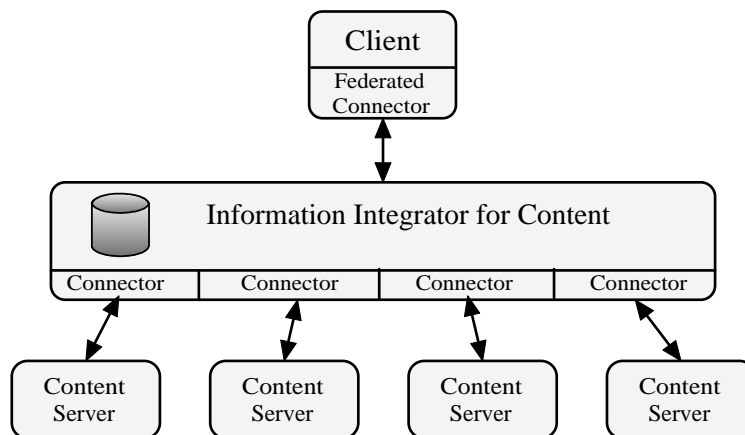 Client
Federated
Connector
Information Integrator for Content
Connector Connector Connector Connector
Content Content Content Content
Server Server Server Server